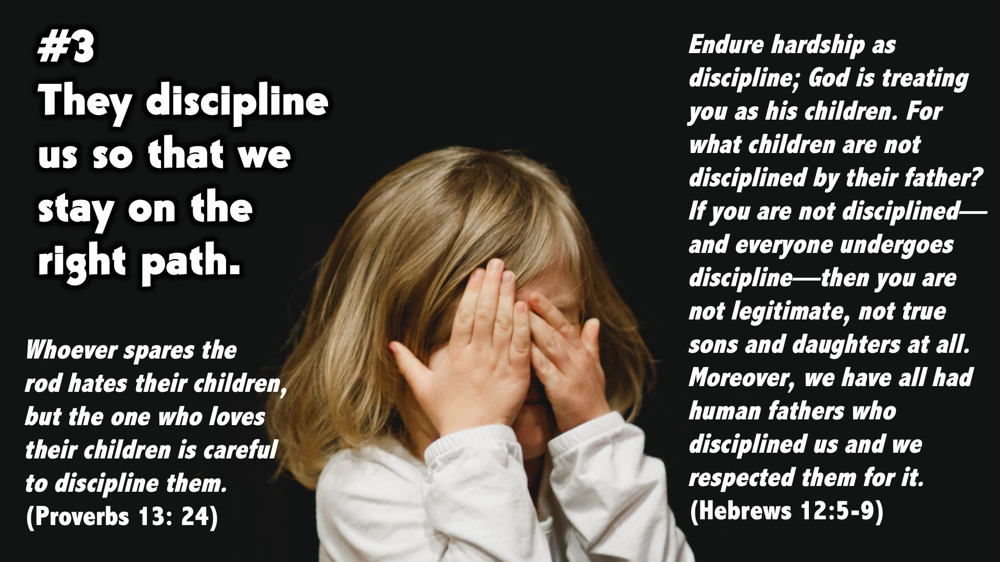 #3
They discipline
us so that we
stay on the
right path.
Whoever spares the
rod hates their children,
but the one who loves
their children is careful
to discipline them.
(Proverbs 13: 24)
Endure hardship as
discipline; God is treating
you as his children. For
what children are not
disciplined by their father?
If you are not disciplined—
and everyone undergoes
discipline—then you are
not legitimate, not true
sons and daughters at all.
Moreover, we have all had
human fathers who
disciplined us and we
respected them for it.
(Hebrews 12:5-9)